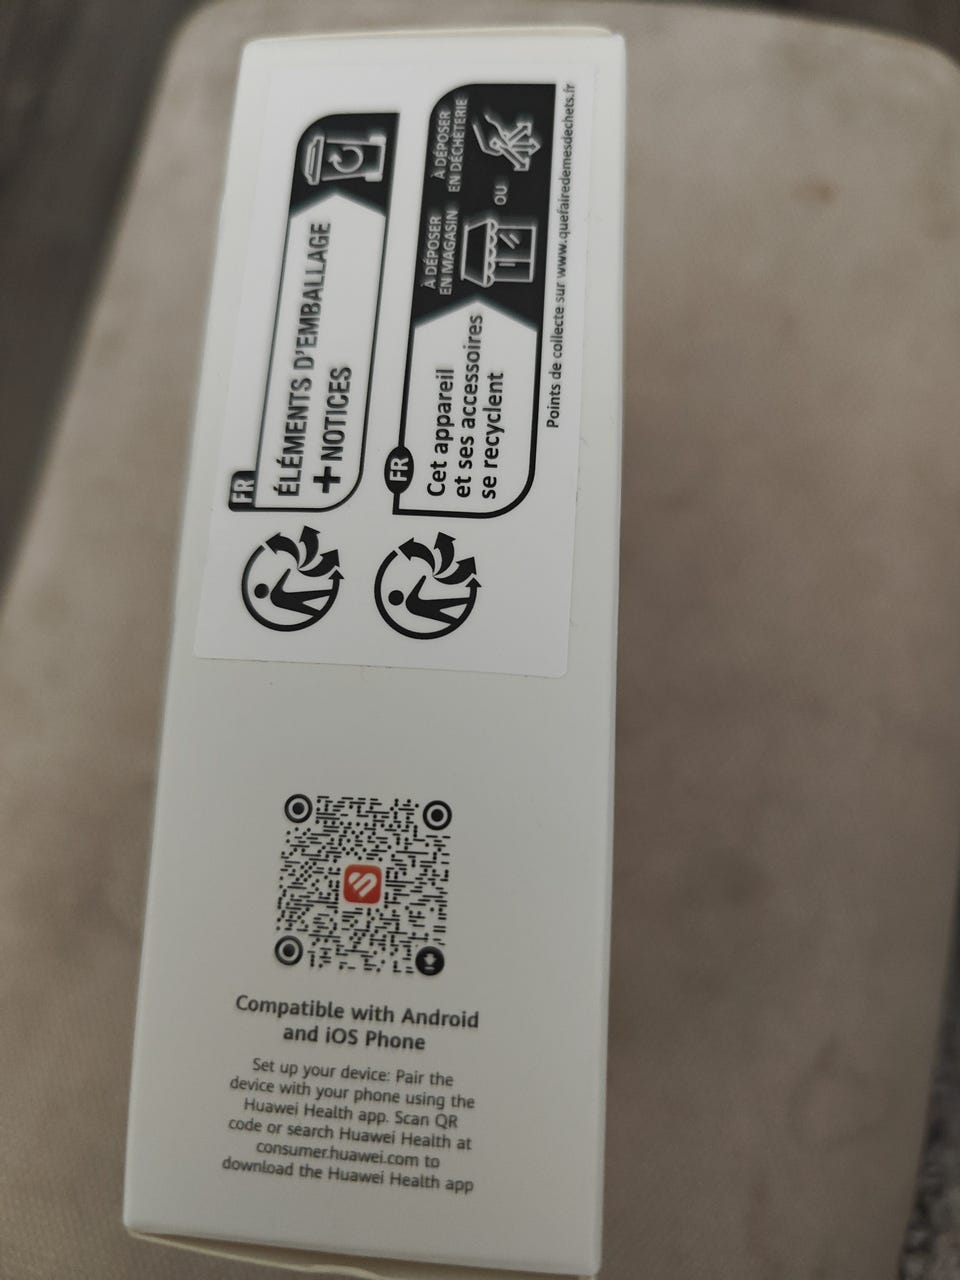 FR
ÉLÉMENTS D'EMBALLAGE
+ NOTICES
FR
Cet appareil
et ses accessoires
se recyclent
À DÉPOSER
EN MAGASIN
OU
À DÉPOSER
EN DÉCHÈTERIE
Points de collecte sur www.quefairedemesdechets.fr
Compatible with Android
and iOS Phone
Set up your device: Pair the
device with your phone using the
Huawei Health app. Scan QR
code or search Huawei Health at
consumer.huawei.com to
download the Huawei Health app